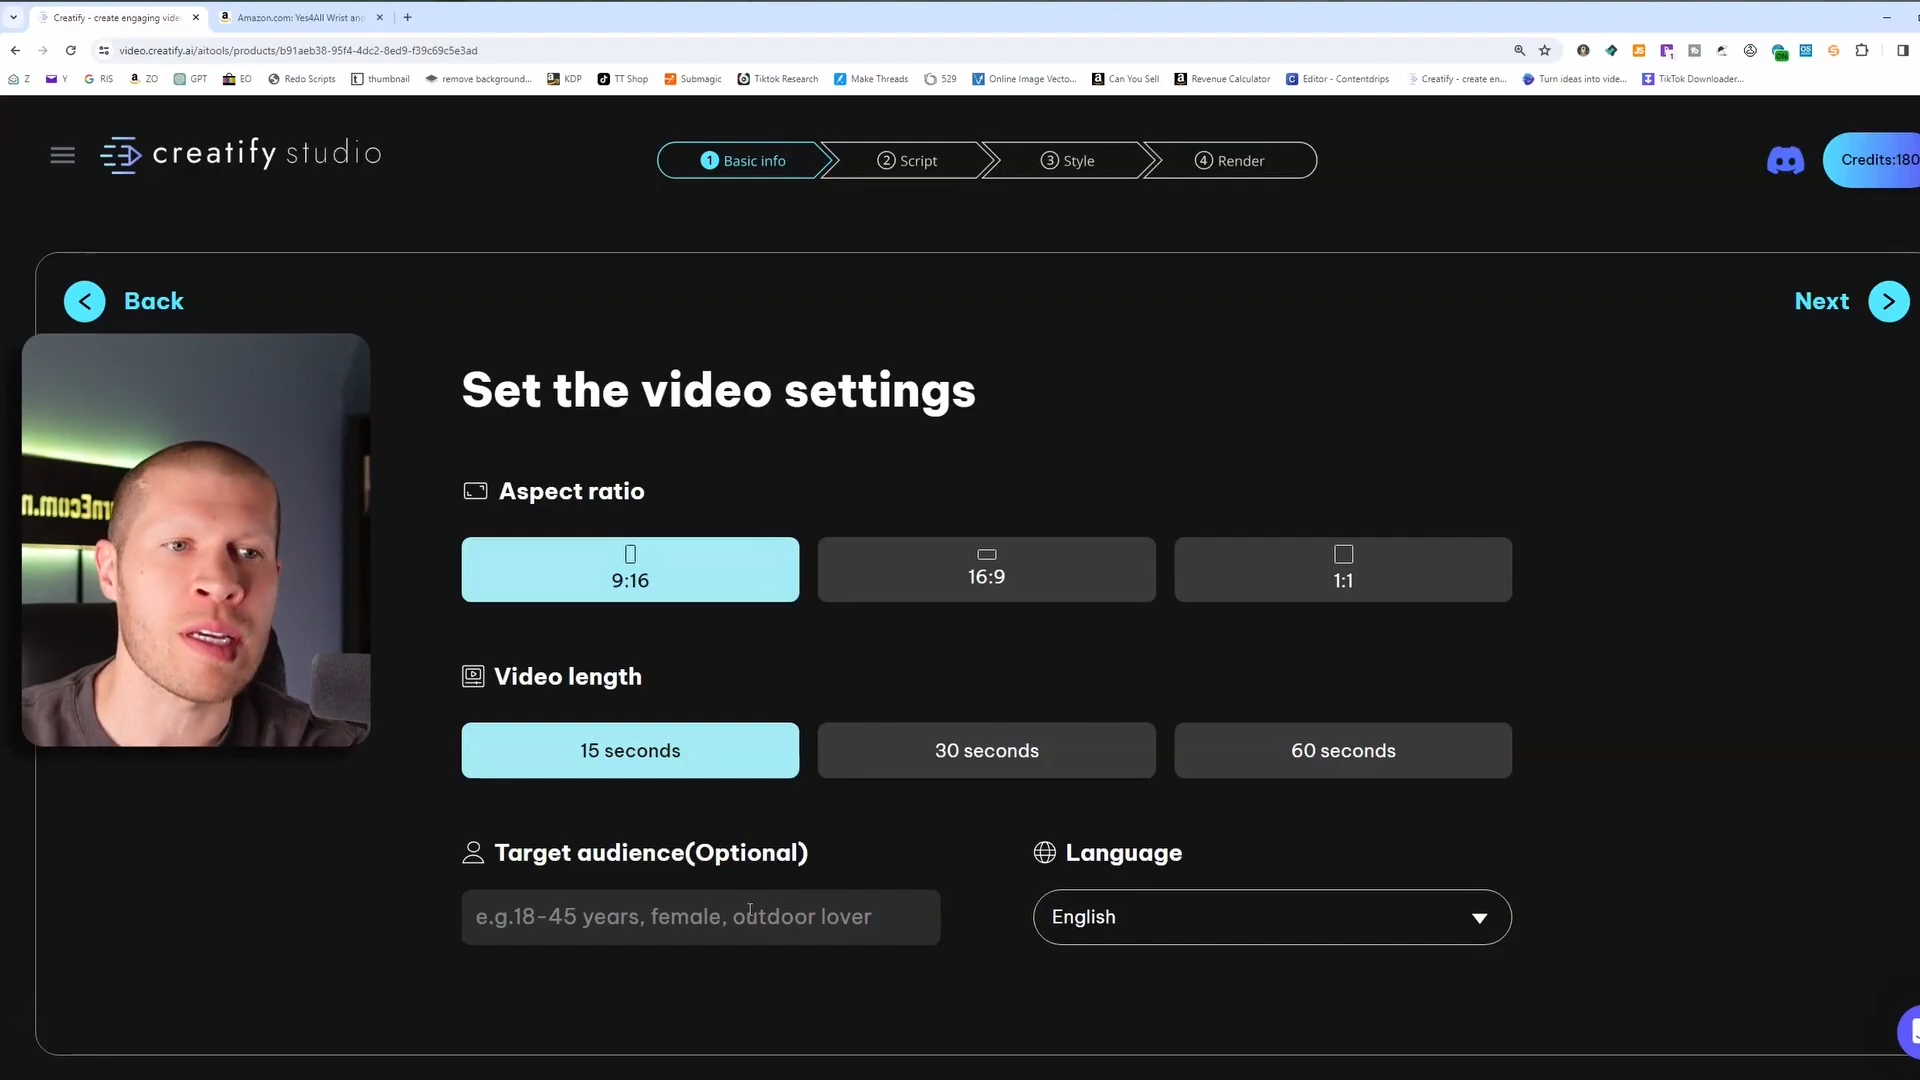 Creatify - create engaging vide
Amazon.com: Yes4All Wrist and
video.creatify.ai/aitools/products/b91aeb38-95f4-4dc2-8ed9-f39c69c5e3ad
Z
Y
RIS
ZO
GPT
EO
Redo Scripts
thumbnail
remove background...
KDP
TT Shop
Submagic
Tiktok Research
Make Threads
529
Online Image Vecto...
Can You Sell
Revenue Calculator
Editor - Contentdrips
Creatify - create en...
Turn ideas into vide...
TikTok Downloader...
creatify studio
1 Basic info
2 Script
3 Style
4 Render
Credits:180
Back
Next
Set the video settings
Aspect ratio
9:16
16:9
1:1
Video length
15 seconds
30 seconds
60 seconds
Target audience(Optional)
Language
e.g.18-45 years, female, outdoor lover
English
rnEcom.n